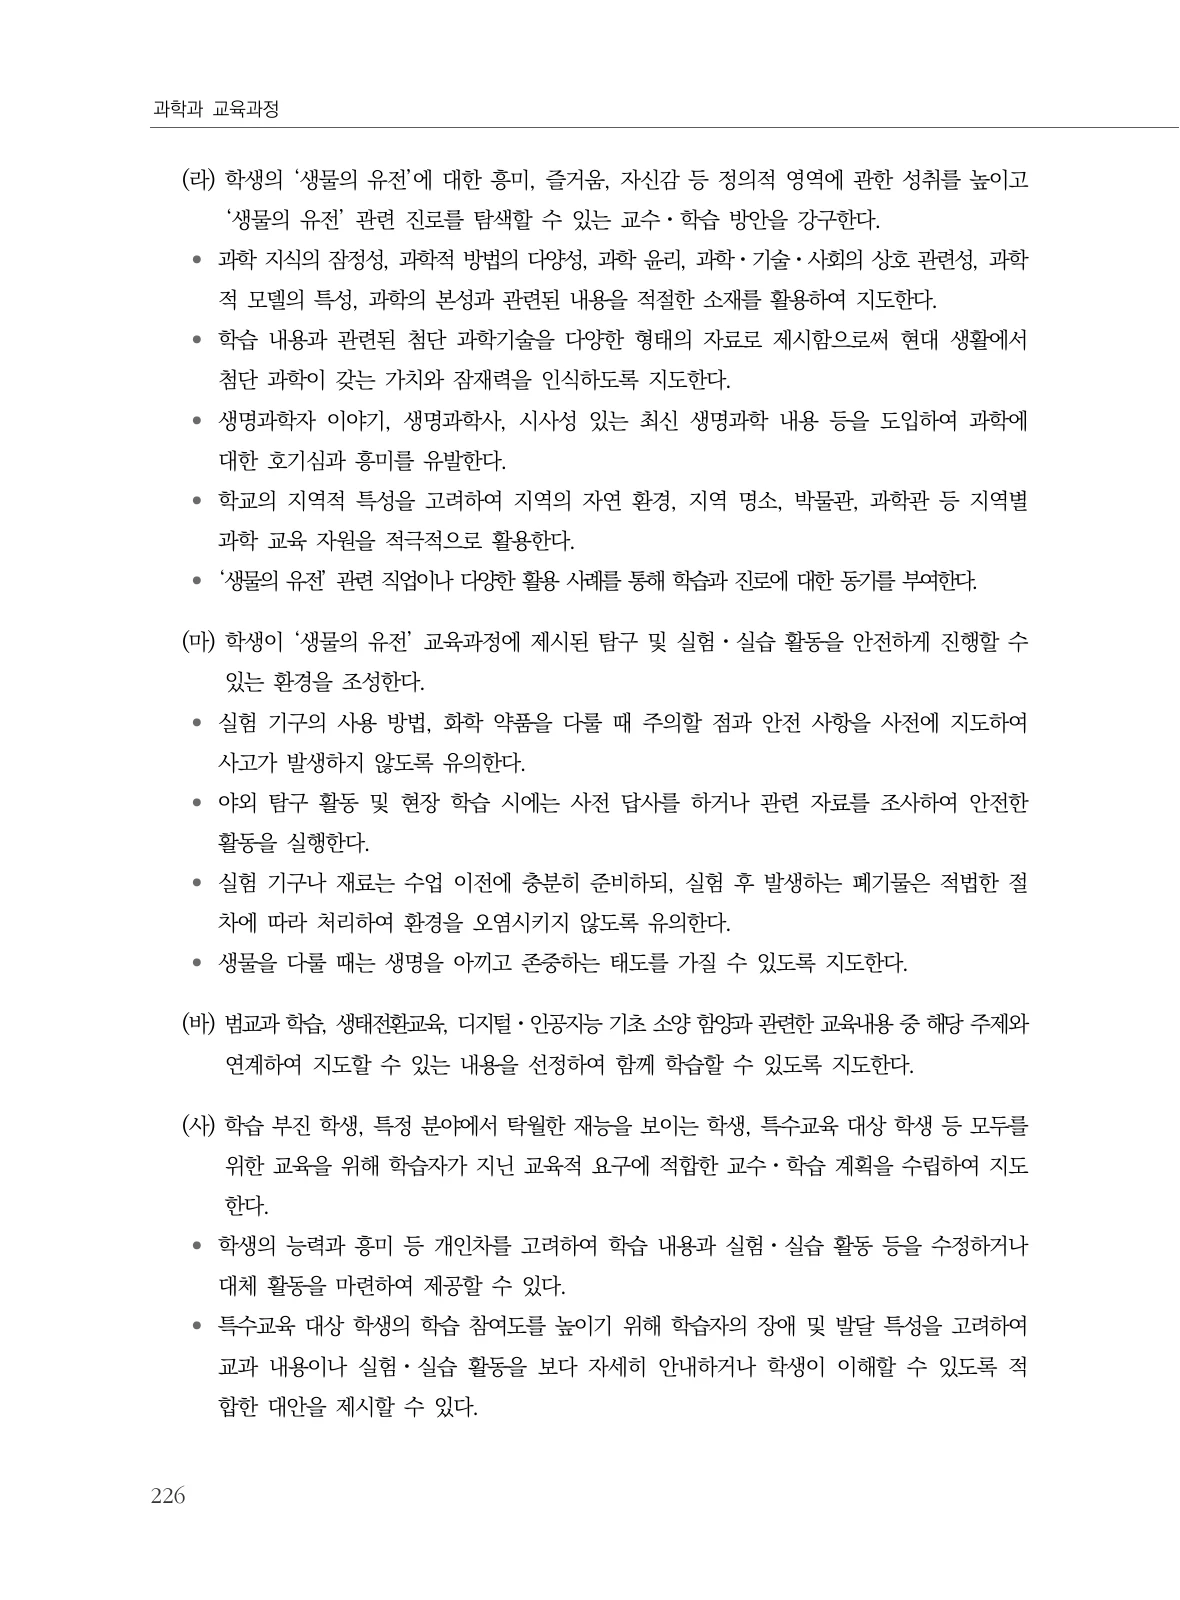 과학과 교육과정
(라) 학생의 ‘생물의 유전’에 대한 흥미, 즐거움, 자신감 등 정의적 영역에 관한 성취를 높이고
‘생물의 유전’ 관련 진로를 탐색할 수 있는 교수･학습 방안을 강구한다.
● 과학 지식의 잠정성, 과학적 방법의 다양성, 과학 윤리, 과학･기술･사회의 상호 관련성, 과학
적 모델의 특성, 과학의 본성과 관련된 내용을 적절한 소재를 활용하여 지도한다.
● 학습 내용과 관련된 첨단 과학기술을 다양한 형태의 자료로 제시함으로써 현대 생활에서
첨단 과학이 갖는 가치와 잠재력을 인식하도록 지도한다.
● 생명과학자 이야기, 생명과학사, 시사성 있는 최신 생명과학 내용 등을 도입하여 과학에
대한 호기심과 흥미를 유발한다.
● 학교의 지역적 특성을 고려하여 지역의 자연 환경, 지역 명소, 박물관, 과학관 등 지역별
과학 교육 자원을 적극적으로 활용한다.
● ‘생물의 유전’ 관련 직업이나 다양한 활용 사례를 통해 학습과 진로에 대한 동기를 부여한다.
(마) 학생이 ‘생물의 유전’ 교육과정에 제시된 탐구 및 실험･실습 활동을 안전하게 진행할 수
있는 환경을 조성한다.
● 실험 기구의 사용 방법, 화학 약품을 다룰 때 주의할 점과 안전 사항을 사전에 지도하여
사고가 발생하지 않도록 유의한다.
● 야외 탐구 활동 및 현장 학습 시에는 사전 답사를 하거나 관련 자료를 조사하여 안전한
활동을 실행한다.
● 실험 기구나 재료는 수업 이전에 충분히 준비하되, 실험 후 발생하는 폐기물은 적법한 절
차에 따라 처리하여 환경을 오염시키지 않도록 유의한다.
● 생물을 다룰 때는 생명을 아끼고 존중하는 태도를 가질 수 있도록 지도한다.
(바) 범교과 학습, 생태전환교육, 디지털･인공지능 기초 소양 함양과 관련한 교육내용 중 해당 주제와
연계하여 지도할 수 있는 내용을 선정하여 함께 학습할 수 있도록 지도한다.
(사) 학습 부진 학생, 특정 분야에서 탁월한 재능을 보이는 학생, 특수교육 대상 학생 등 모두를
위한 교육을 위해 학습자가 지닌 교육적 요구에 적합한 교수･학습 계획을 수립하여 지도
한다.
● 학생의 능력과 흥미 등 개인차를 고려하여 학습 내용과 실험･실습 활동 등을 수정하거나
대체 활동을 마련하여 제공할 수 있다.
● 특수교육 대상 학생의 학습 참여도를 높이기 위해 학습자의 장애 및 발달 특성을 고려하여
교과 내용이나 실험･실습 활동을 보다 자세히 안내하거나 학생이 이해할 수 있도록 적
합한 대안을 제시할 수 있다.
226